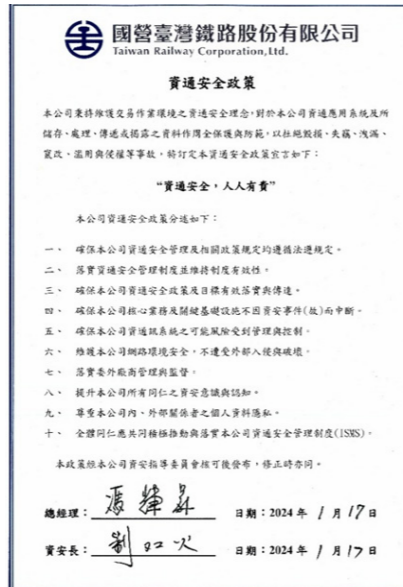 國營臺灣鐵路股份有限公司
Taiwan Railway Corporation,Ltd.
資通安全政策
本公司秉持維護交易作業環境之資通安全理念,對於本公司資通應用系統及所
儲存、處理、傳遞或揭露之資料作周全保護與防範,以杜絕毀損、失竊、洩漏、
竄改、濫用與侵權等事故,特訂定本資通安全政策宣言如下:
“資通安全,人人有責”
本公司資通安全政策分述如下:
一、 確保本公司資通安全管理及相關政策規定均遵循法遵規定。
二、 落實資通安全管理制度並維持制度有效性。
三、 確保本公司資通安全政策及目標有效落實與傳達。
四、 確保本公司核心業務及關鍵基礎設施不因資安事件(故)而中斷。
五、 確保本公司資通訊系統之可能風險受到管理與控制。
六、 維護本公司網路環境安全,不遭受外部入侵與破壞。
七、 落實委外廠商管理與監督。
八、 提升本公司所有同仁之資安意識與認知。
九、 尊重本公司內、外部關係者之個人資料隱私。
十、 全體同仁應共同積極推動與落實本公司資通安全管理制度(ISMS)。
本政策經本公司資安指導委員會核可後發布,修正時亦同。
總經理: 馮輝昇 日期:2024 年 1 月 17 日
資安長: 日期:2024 年 1 月 17 日